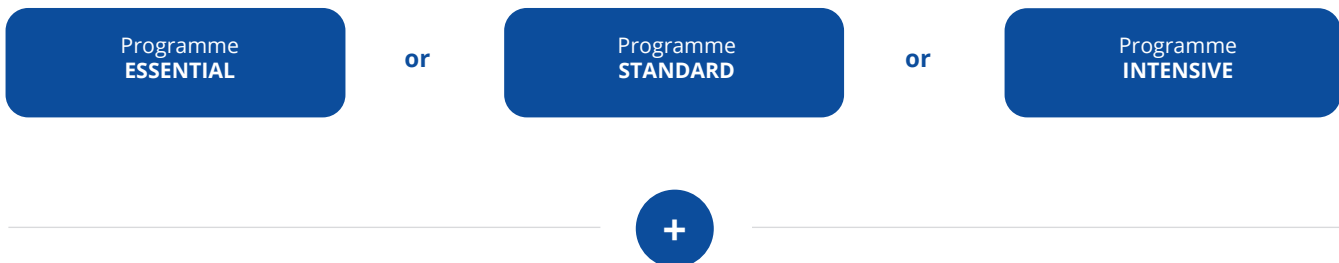 Programme
ESSENTIAL
or
Programme
STANDARD
or
Programme
INTENSIVE
+